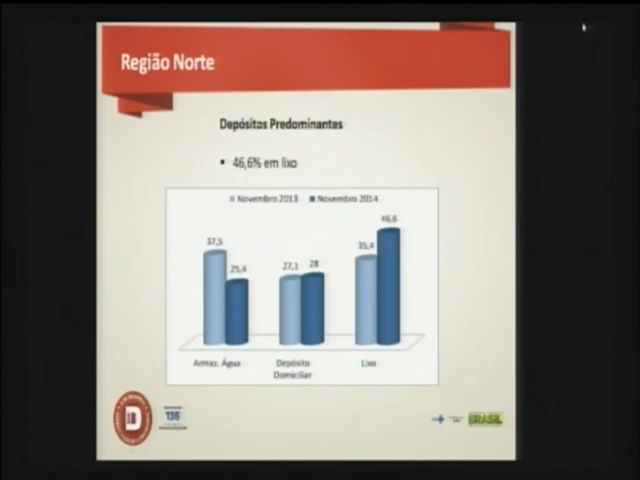 Região Norte
Depósitos Predominantes
▪ 46,6% em lixo
Novembro 2013 Novembro 2014
37,5
25,4
27,1
28
35,4
46,6
Armaz. Água
Depósito Domiciliar
Lixo
136
BRASIL